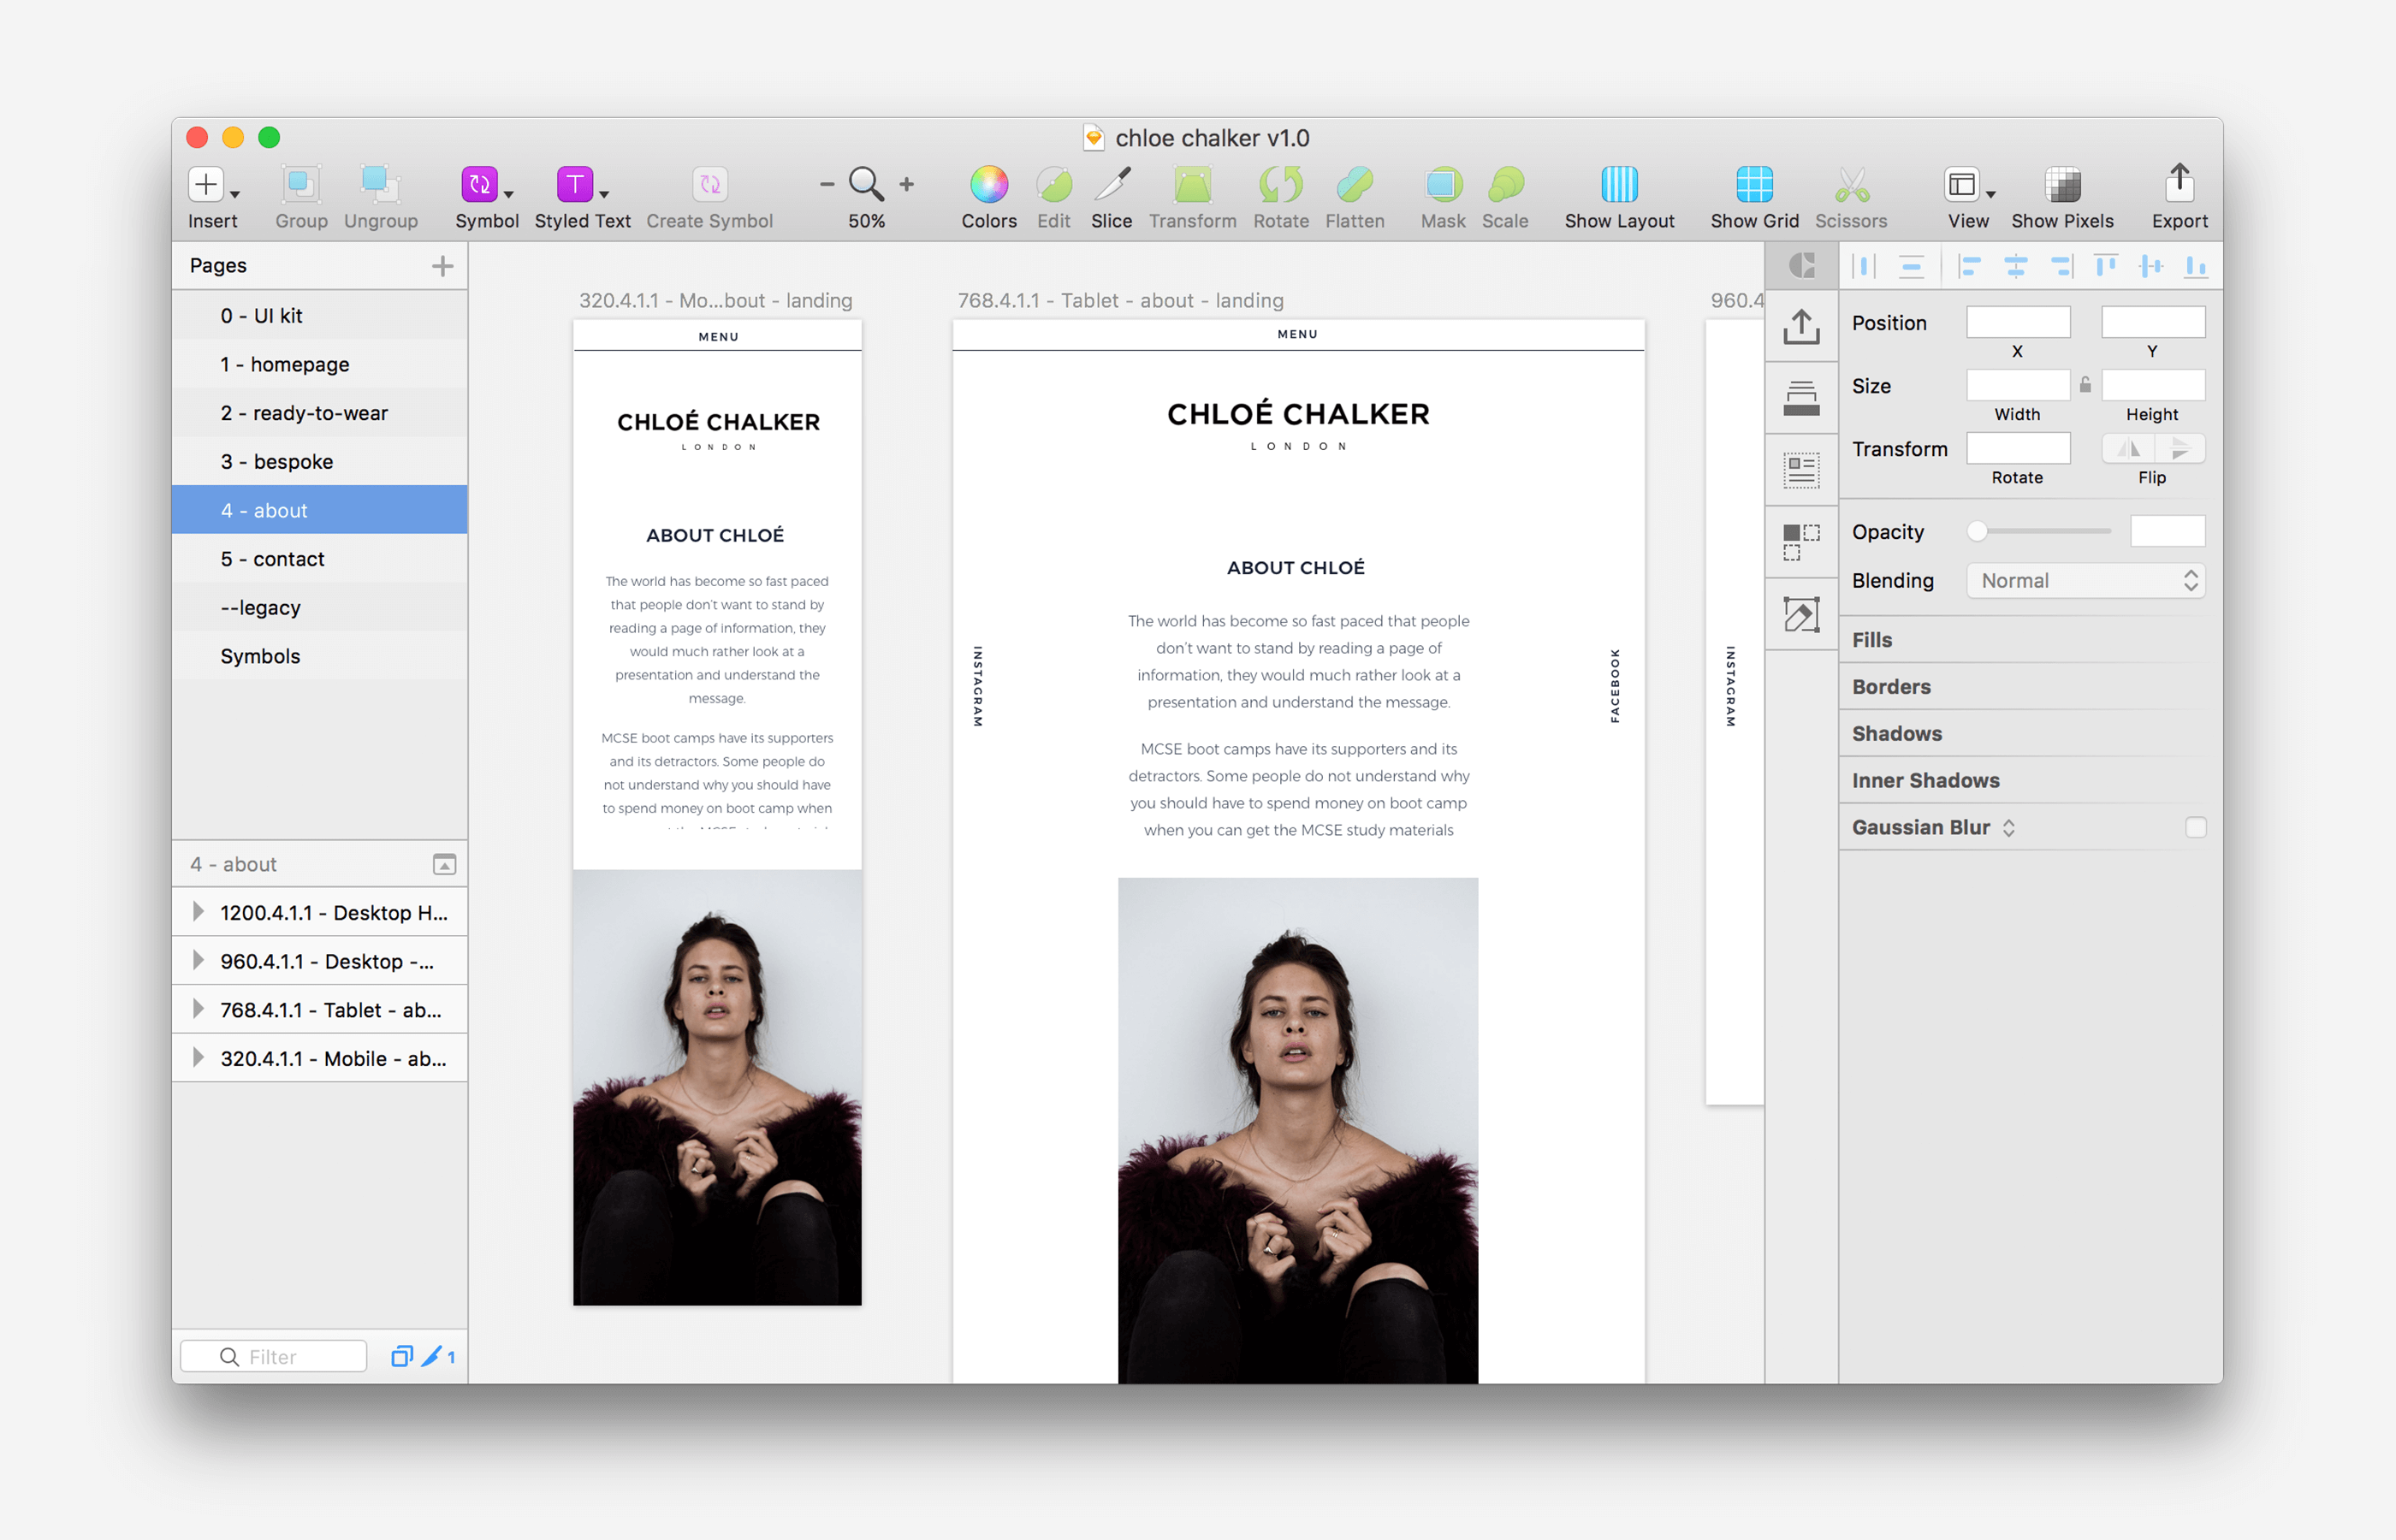 chloe chalker v1.0
Insert
Group
Ungroup
Symbol
Styled Text
Create Symbol
50%
Colors
Edit
Slice
Transform
Rotate
Flatten
Mask
Scale
Show Layout
Show Grid
Scissors
View
Show Pixels
Export
Pages
0 - UI kit
1 - homepage
2 - ready-to-wear
3 - bespoke
4 - about
5 - contact
--legacy
Symbols
4 - about
1200.4.1.1 - Desktop H...
960.4.1.1 - Desktop -...
768.4.1.1 - Tablet - ab...
320.4.1.1 - Mobile - ab...
Filter
1
320.4.1.1 - Mo...bout - landing
MENU
CHLOÉ CHALKER
LONDON
ABOUT CHLOÉ
The world has become so fast paced
that people don't want to stand by
reading a page of information, they
would much rather look at a
presentation and understand the
message.
MCSE boot camps have its supporters
and its detractors. Some people do
not understand why you should have
to spend money on boot camp when
768.4.1.1 - Tablet - about - landing
MENU
CHLOÉ CHALKER
LONDON
INSTAGRAM
ABOUT CHLOÉ
The world has become so fast paced that people
don't want to stand by reading a page of
information, they would much rather look at a
presentation and understand the message.
MCSE boot camps have its supporters and its
detractors. Some people do not understand why
you should have to spend money on boot camp
when you can get the MCSE study materials
FACEBOOK
960.4
INSTAGRAM
Position
X
Y
Size
Width
Height
Transform
Rotate
Flip
Opacity
Blending
Normal
Fills
Borders
Shadows
Inner Shadows
Gaussian Blur